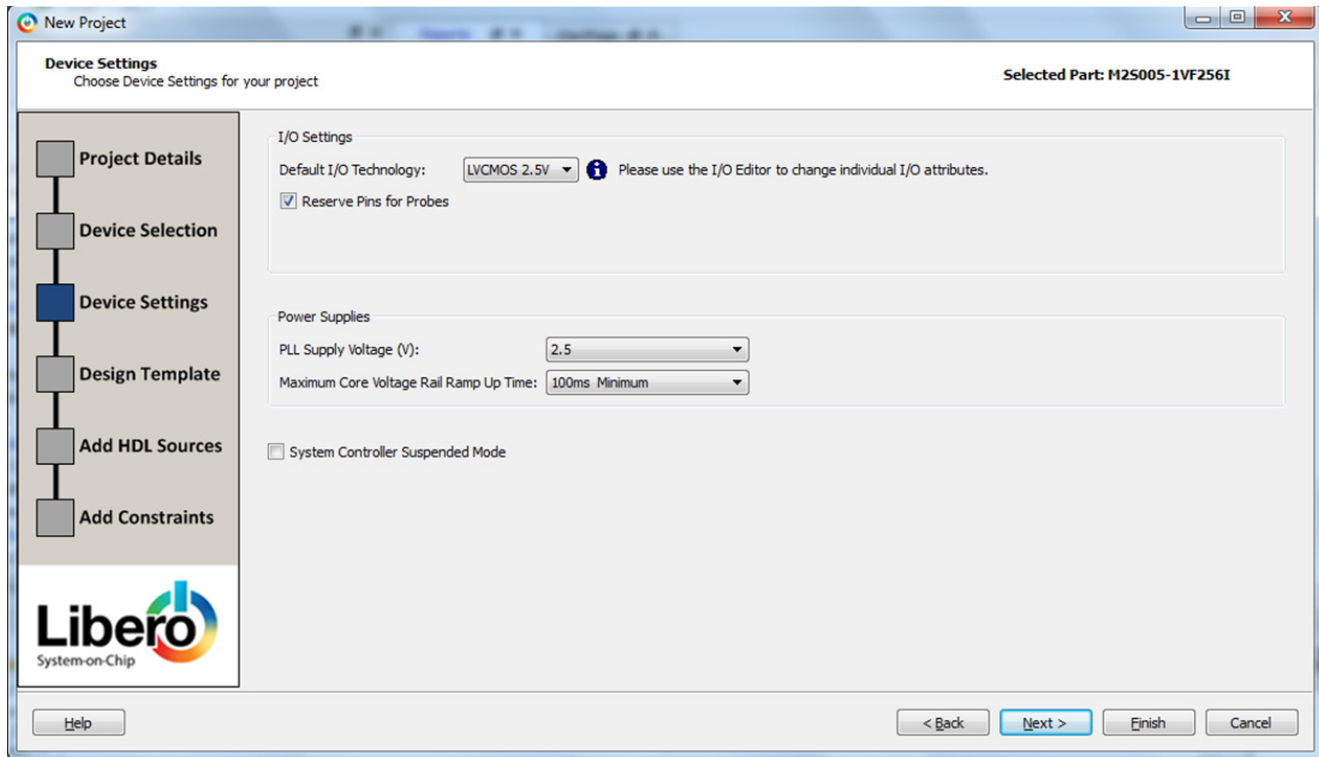 New Project
Device Settings
Choose Device Settings for your project
Selected Part: M2S005-1VF256I
Project Details
Device Selection
Device Settings
Design Template
Add HDL Sources
Add Constraints
Libero
System-on-Chip
I/O Settings
Default I/O Technology: LVCMOS 2.5V Please use the I/O Editor to change individual I/O attributes.
Reserve Pins for Probes
Power Supplies
PLL Supply Voltage (V): 2.5
Maximum Core Voltage Rail Ramp Up Time: 100ms Minimum
System Controller Suspended Mode
Help < Back Next > Finish Cancel